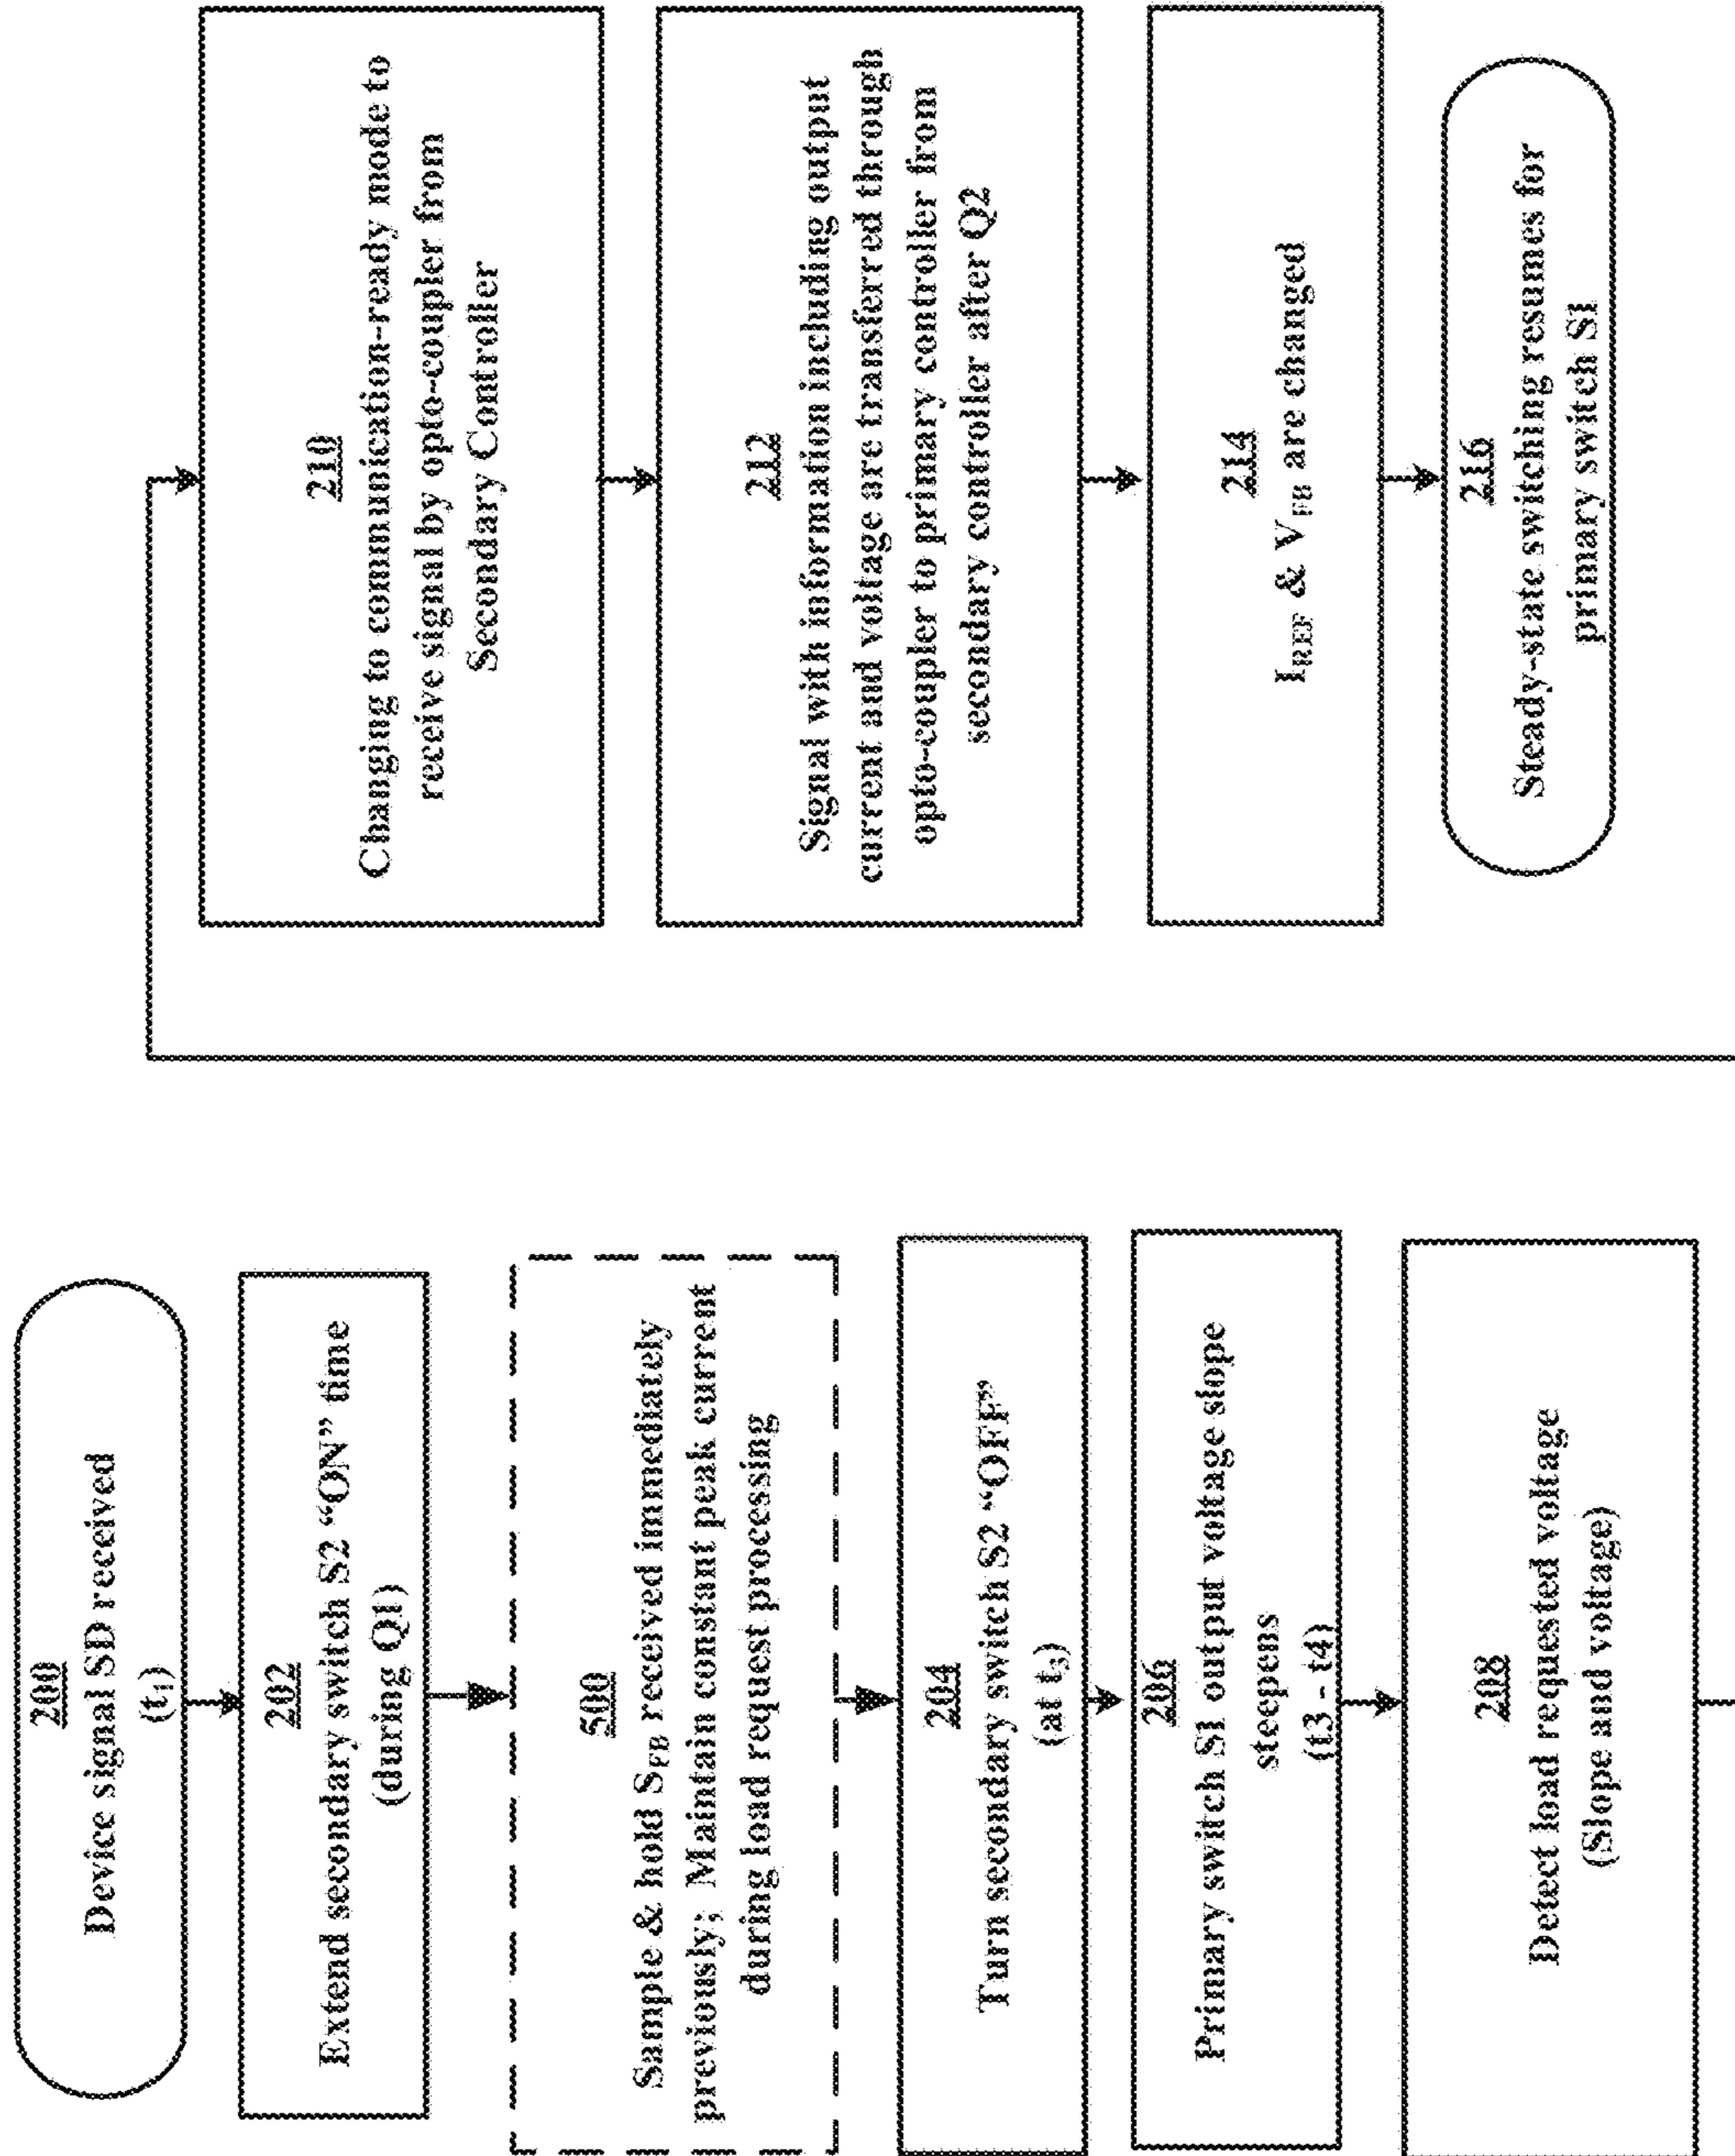 200
Device signal SD received
(t1)
202
Extend secondary switch S2 “ON” time
(during Q1)
500
Sample & hold SFB received immediately
previously; Maintain constant peak current
during load request processing
204
Turn secondary switch S2 “OFF”
(at t3)
206
Primary switch S1 output voltage slope
steepens
(t3 - t4)
208
Detect load requested voltage
(Slope and voltage)
210
Changing to communication-ready mode to
receive signal by opto-coupler from
Secondary Controller
212
Signal with information including output
current and voltage are transferred through
opto-coupler to primary controller from
secondary controller after Q2
214
IREF & VFB are changed
216
Steady-state switching resumes for
primary switch S1